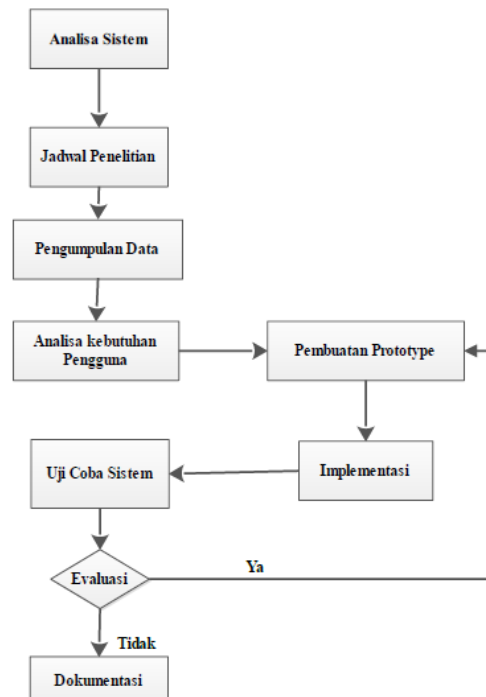 Analisa Sistem
Jadwal Penelitian
Pengumpulan Data
Analisa kebutuhan
Pengguna
Pembuatan Prototype
Implementasi
Uji Coba Sistem
Evaluasi
Ya
Tidak
Dokumentasi